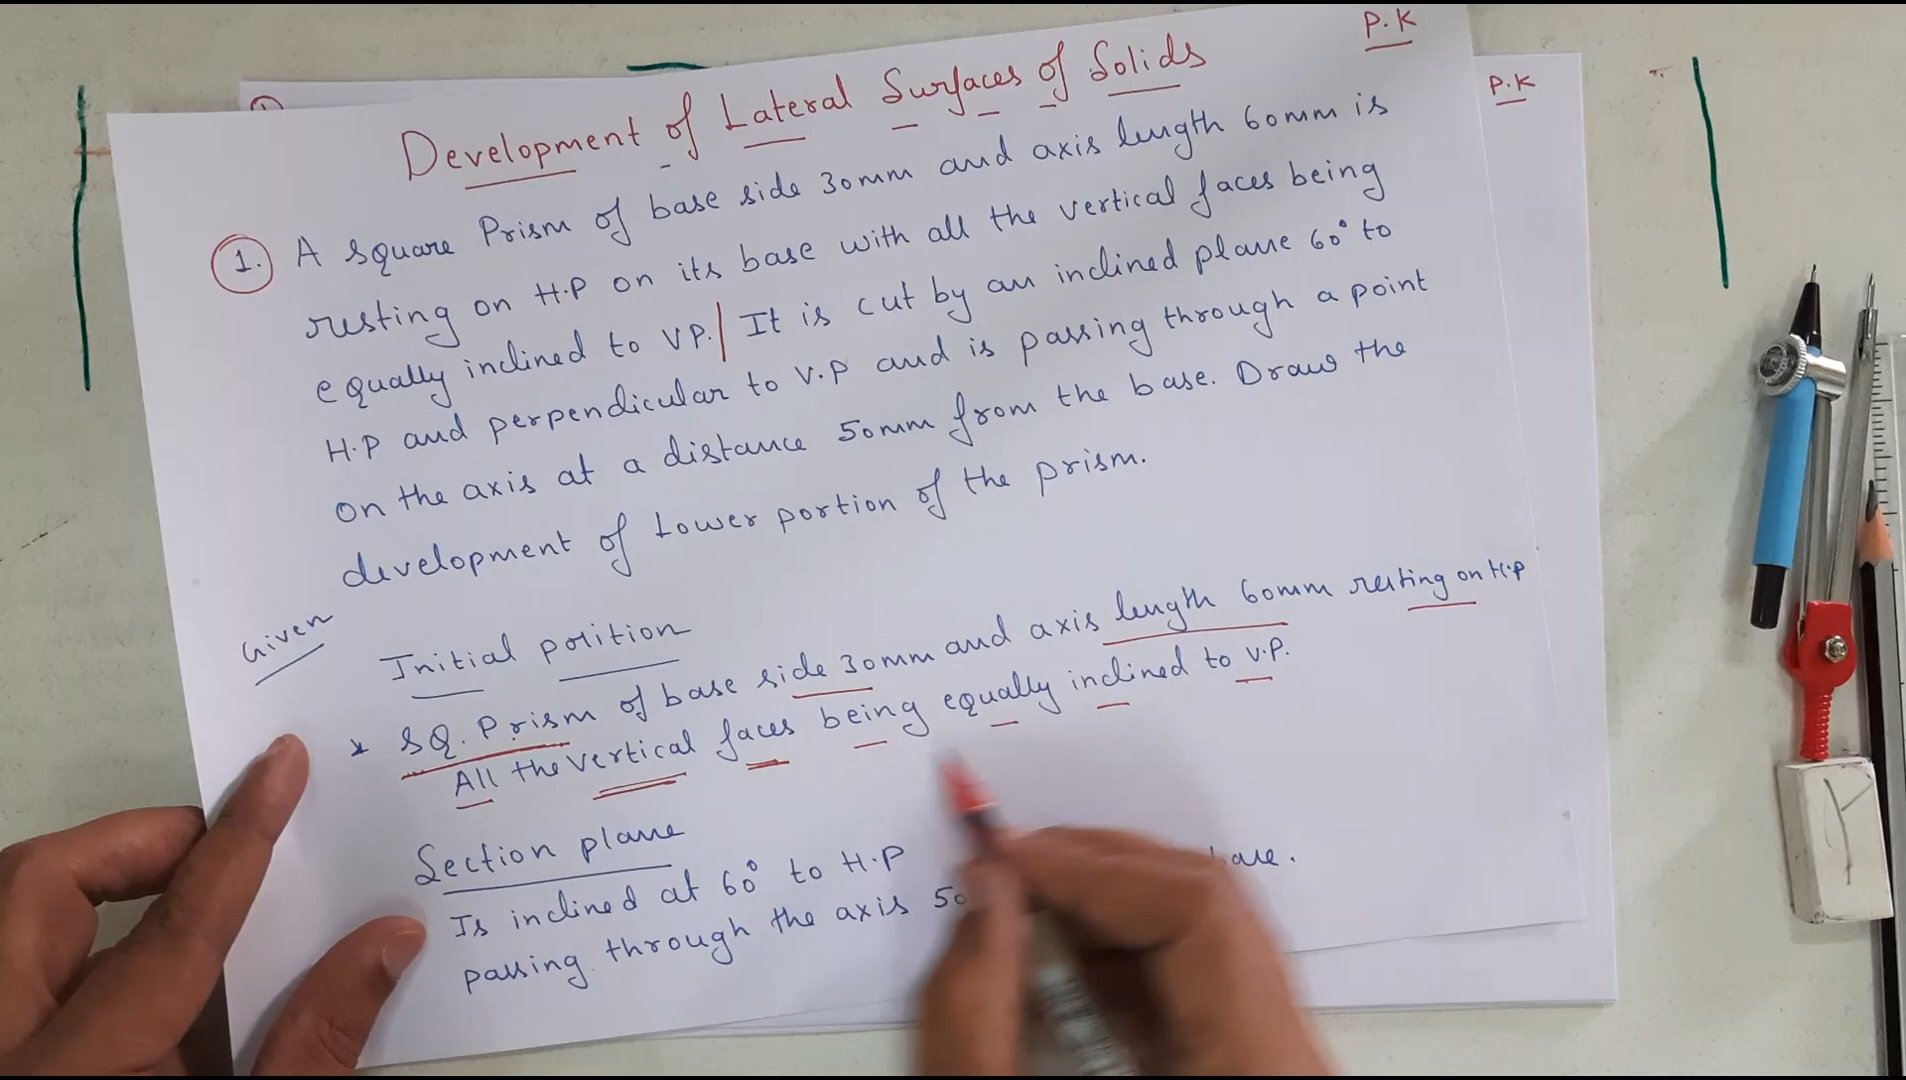 P.K
P.K
Development of Lateral Surfaces of Solids
1. A square Prism of base side 30mm and axis length 60mm is
resting on H.P on its base with all the vertical faces being
equally inclined to VP. It is cut by an inclined plane 60° to
H.P and perpendicular to V.P and is passing through a point
on the axis at a distance 50mm from the base. Draw the
development of Lower portion of the prism.
Given
Initial position
* SQ. Prism of base side 30mm and axis length 60mm resting on H.P
All the vertical faces being equally inclined to V.P.
Section plane
Is inclined at 60° to H.P
passing through the axis 50 base.